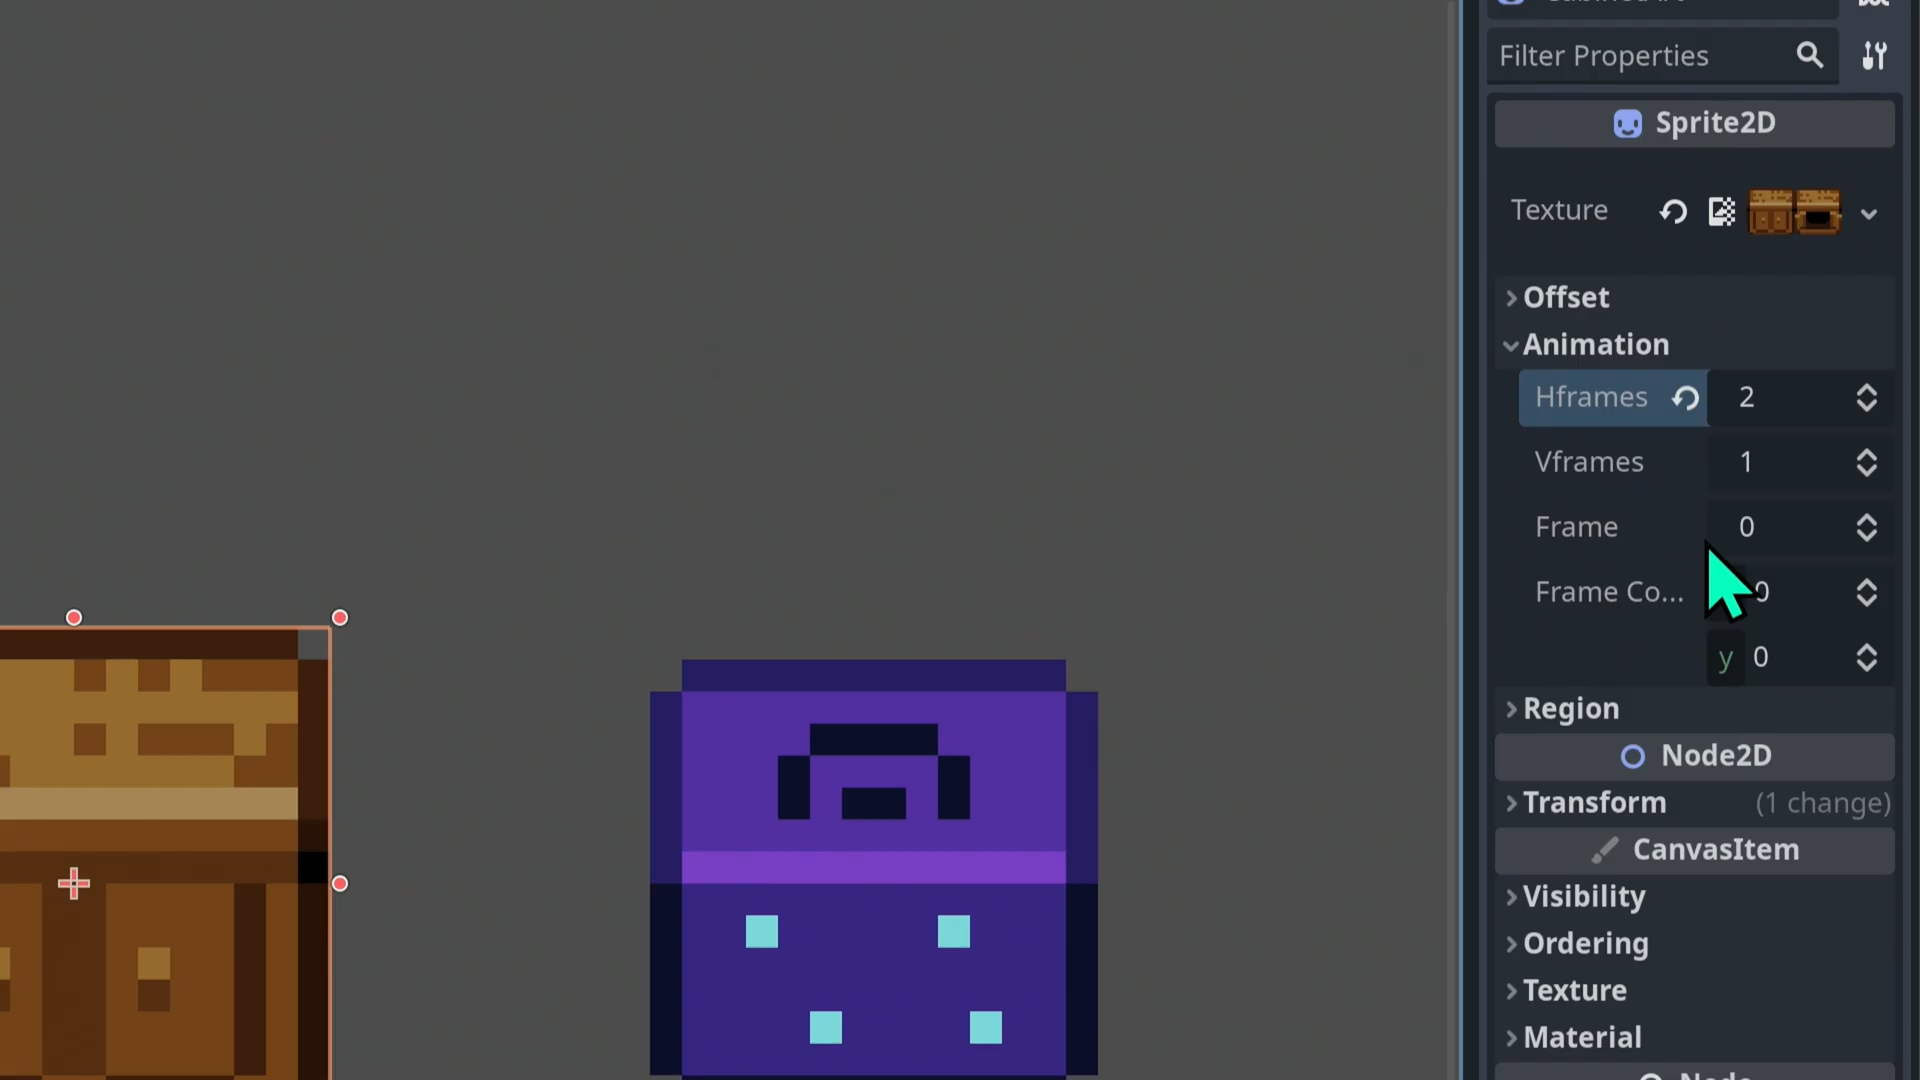 Filter Properties
Sprite2D
Texture
Offset
Animation
Hframes 2
Vframes 1
Frame 0
Frame Co... 0
y 0
Region
Node2D
Transform (1 change)
CanvasItem
Visibility
Ordering
Texture
Material